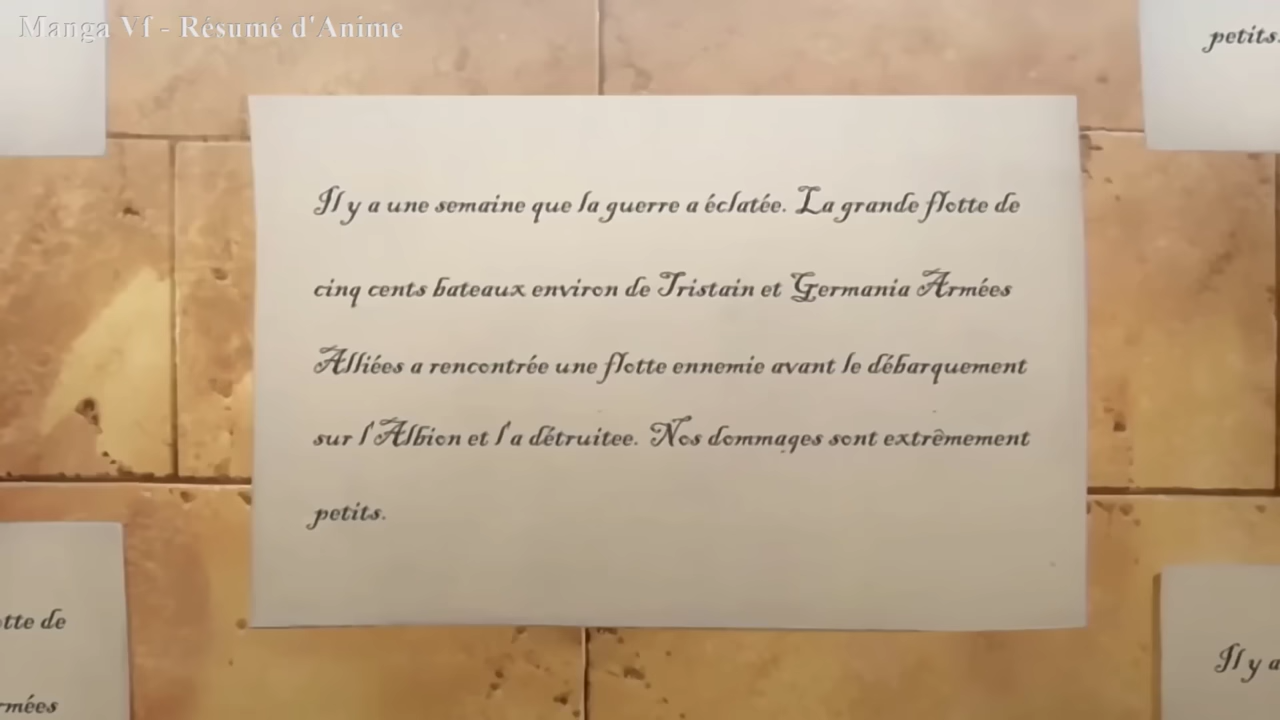 Manga Vf - Résumé d'Anime
petits.
Il y a une semaine que la guerre a éclatée. La grande flotte de
cinq cents bateaux environ de Tristain et Germania Armées
Alliées a rencontrée une flotte ennemie avant le débarquement
sur l'Albion et l'a détruitee. Nos dommages sont extrêmement
petits.
tte de
mées
Il y a